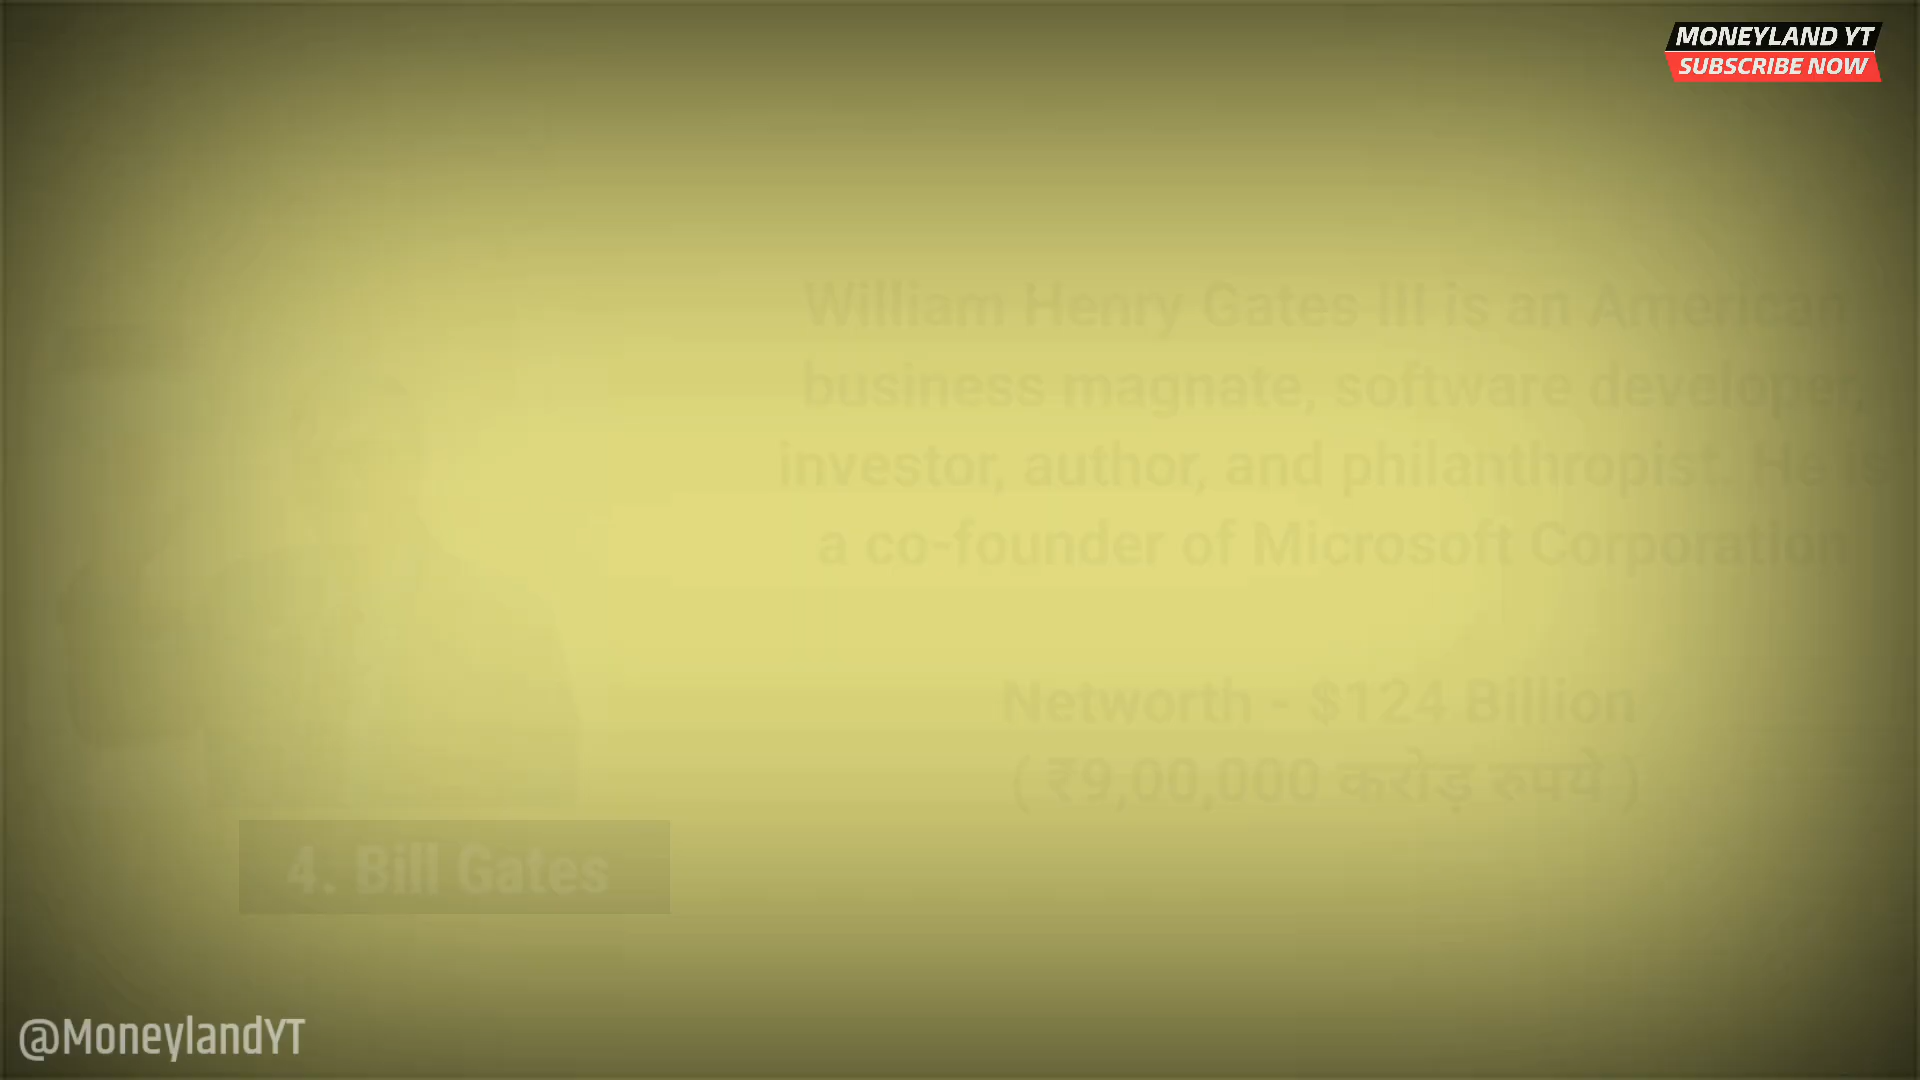 MONEYLAND YT
SUBSCRIBE NOW
William Henry Gates III is an American
business magnate, software developer,
investor, author, and philanthropist. He is
a co-founder of Microsoft Corporation
Networth - $124 Billion
( ₹9,00,000 करोड़ रुपये )
4. Bill Gates
@MoneylandYT